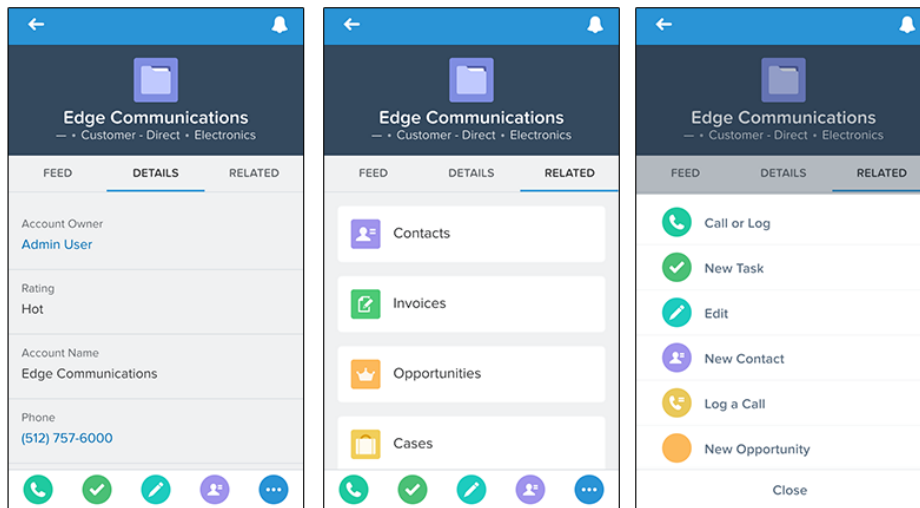 Edge Communications
— • Customer - Direct • Electronics
FEED DETAILS RELATED
Account Owner
Admin User
Rating
Hot
Account Name
Edge Communications
Phone
(512) 757-6000
Edge Communications
— • Customer - Direct • Electronics
FEED DETAILS RELATED
Contacts
Invoices
Opportunities
Cases
Edge Communications
— • Customer - Direct • Electronics
FEED DETAILS RELATED
Call or Log
New Task
Edit
New Contact
Log a Call
New Opportunity
Close